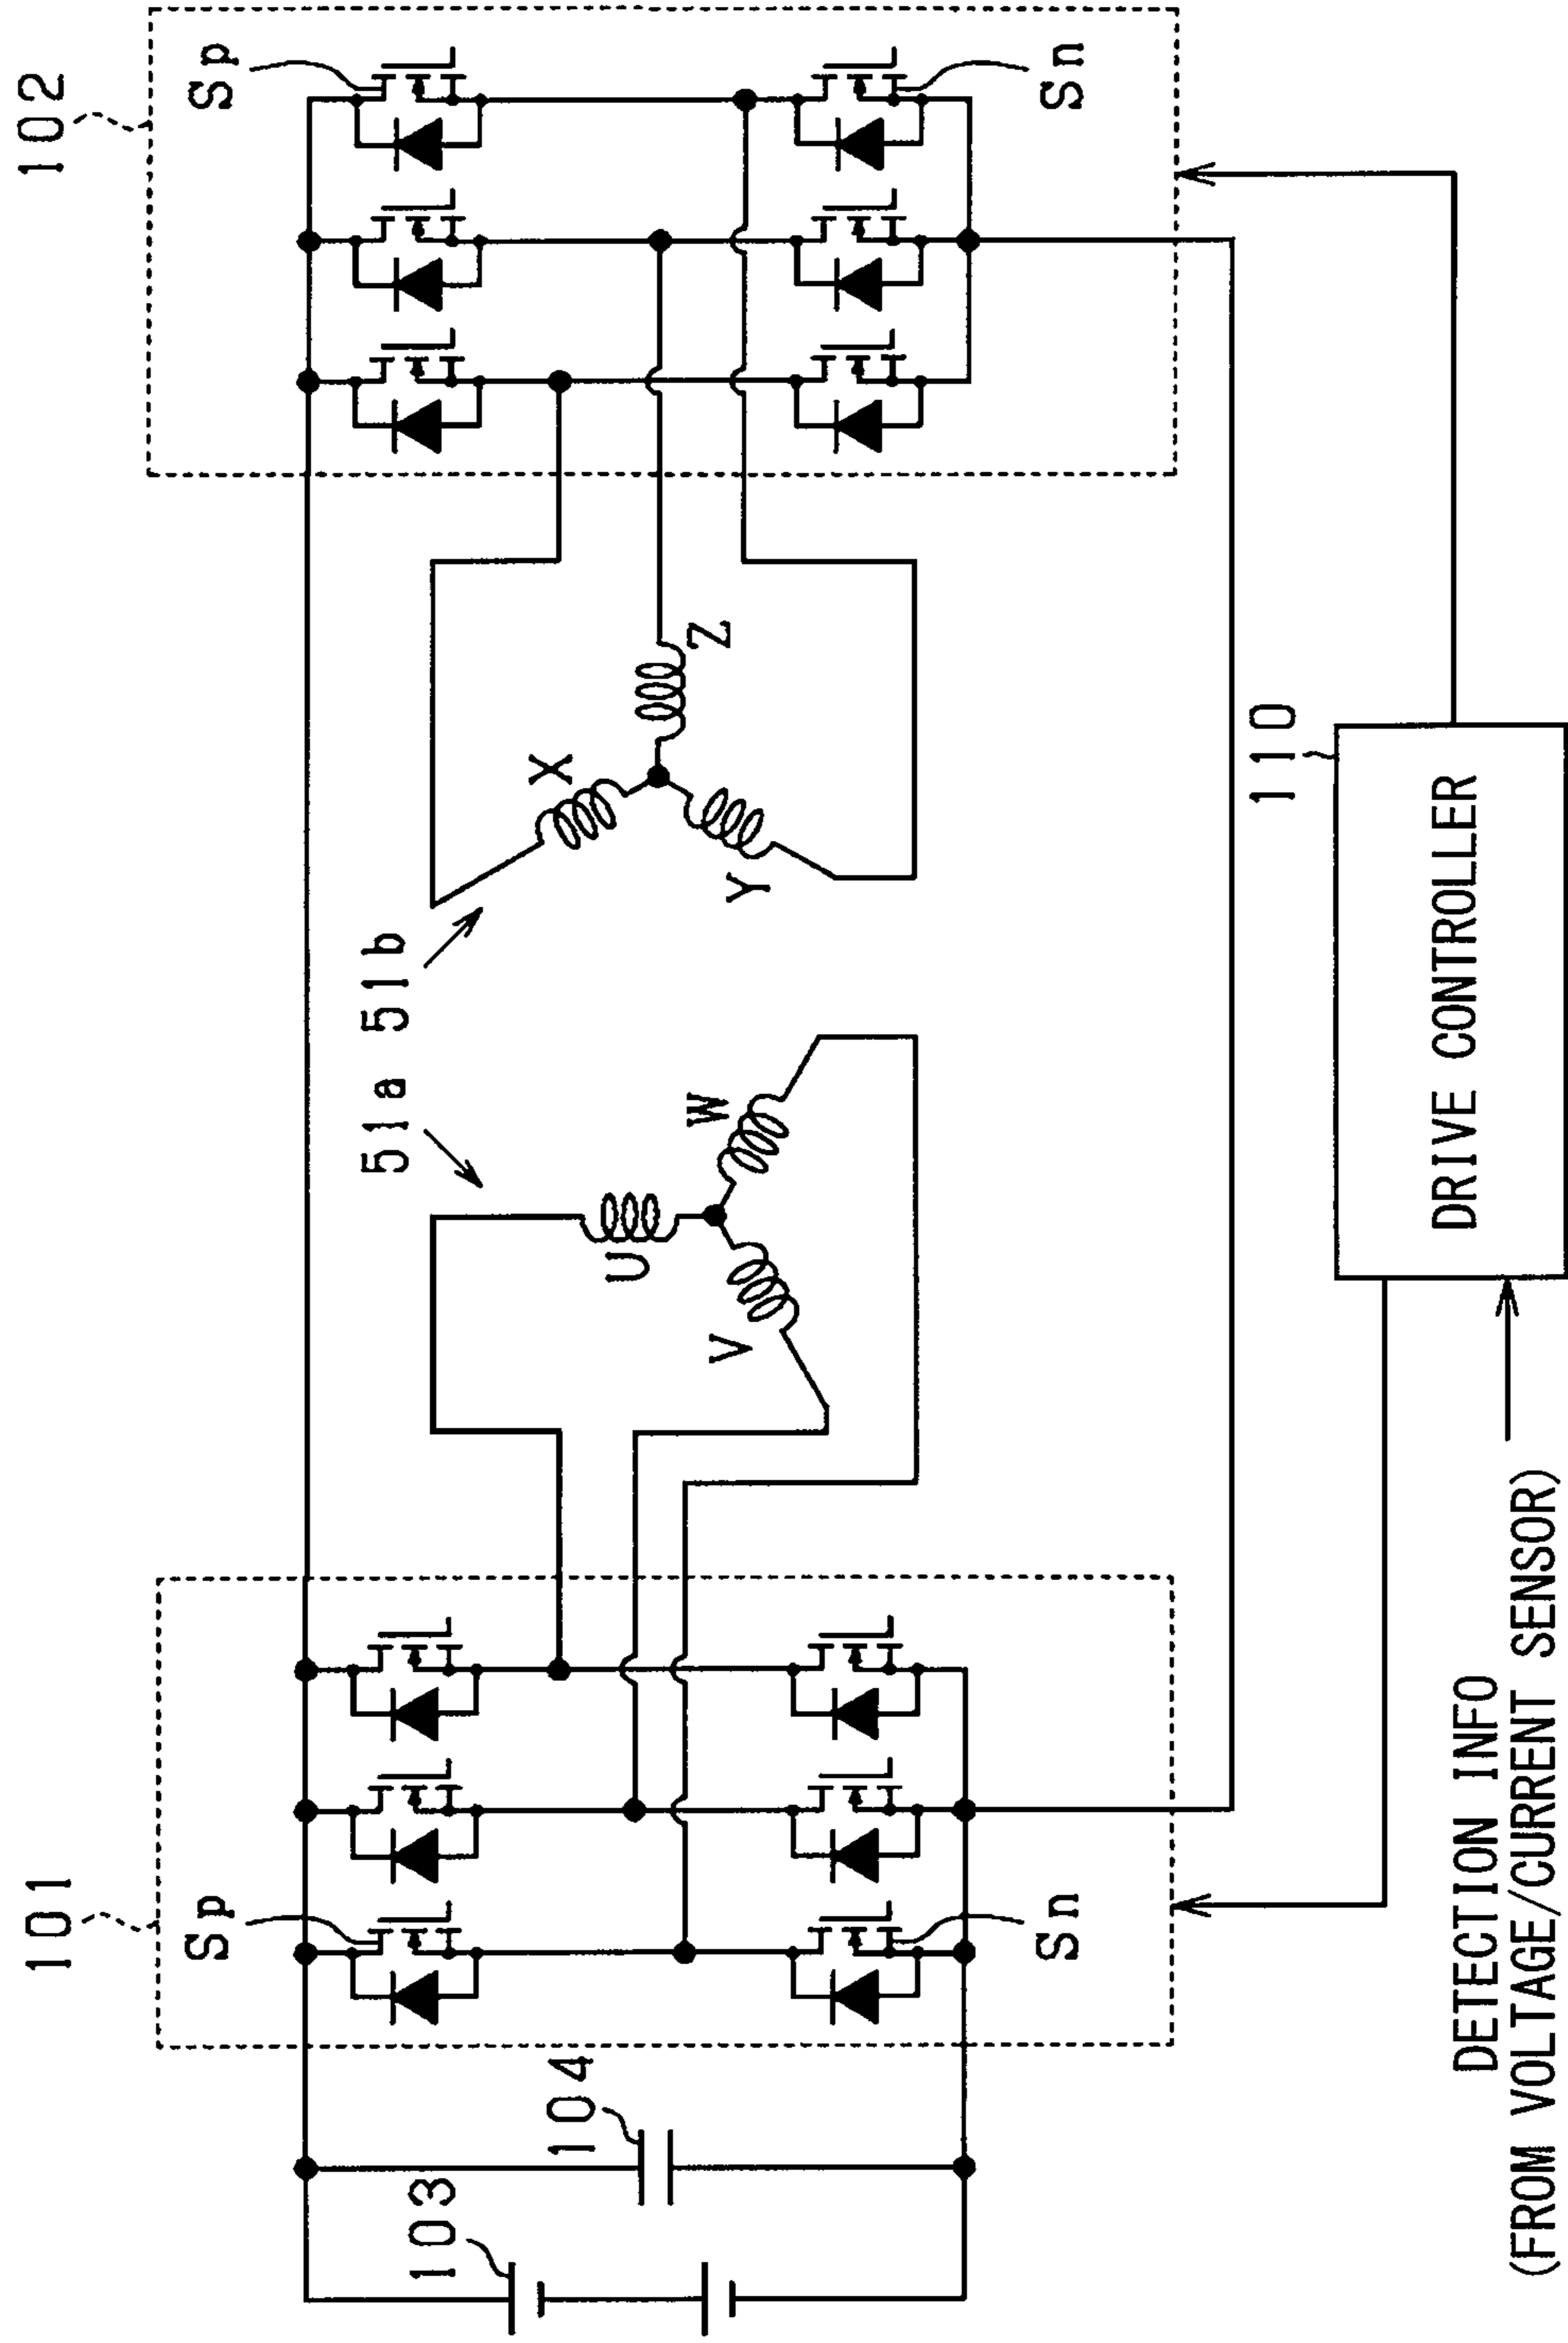 101
102
Sp
Sp
51a
51b
103
104
U
V
W
X
Y
Z
Sn
Sn
110
DRIVE CONTROLLER
DETECTION INFO
(FROM VOLTAGE/CURRENT SENSOR)